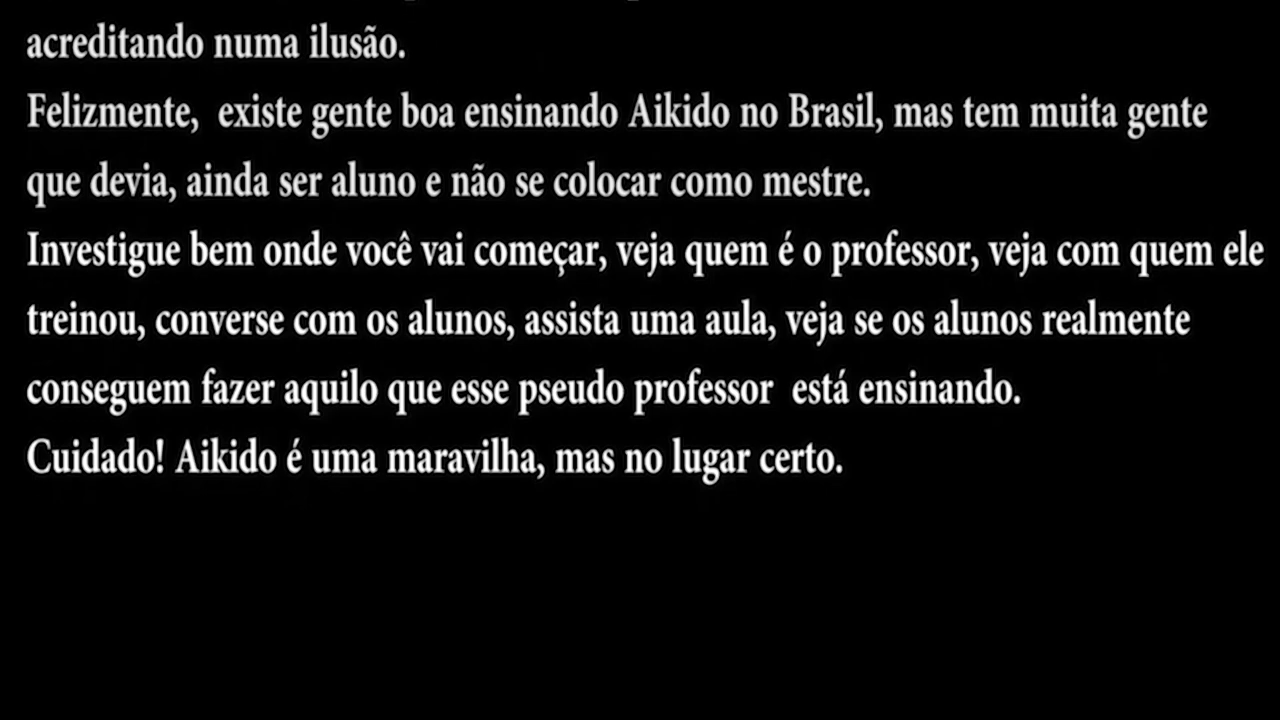 acreditando numa ilusão.
Felizmente,  existe gente boa ensinando Aikido no Brasil, mas tem muita gente
que devia, ainda ser aluno e não se colocar como mestre.
Investigue bem onde você vai começar, veja quem é o professor, veja com quem ele
treinou, converse com os alunos, assista uma aula, veja se os alunos realmente
conseguem fazer aquilo que esse pseudo professor  está ensinando.
Cuidado! Aikido é uma maravilha, mas no lugar certo.